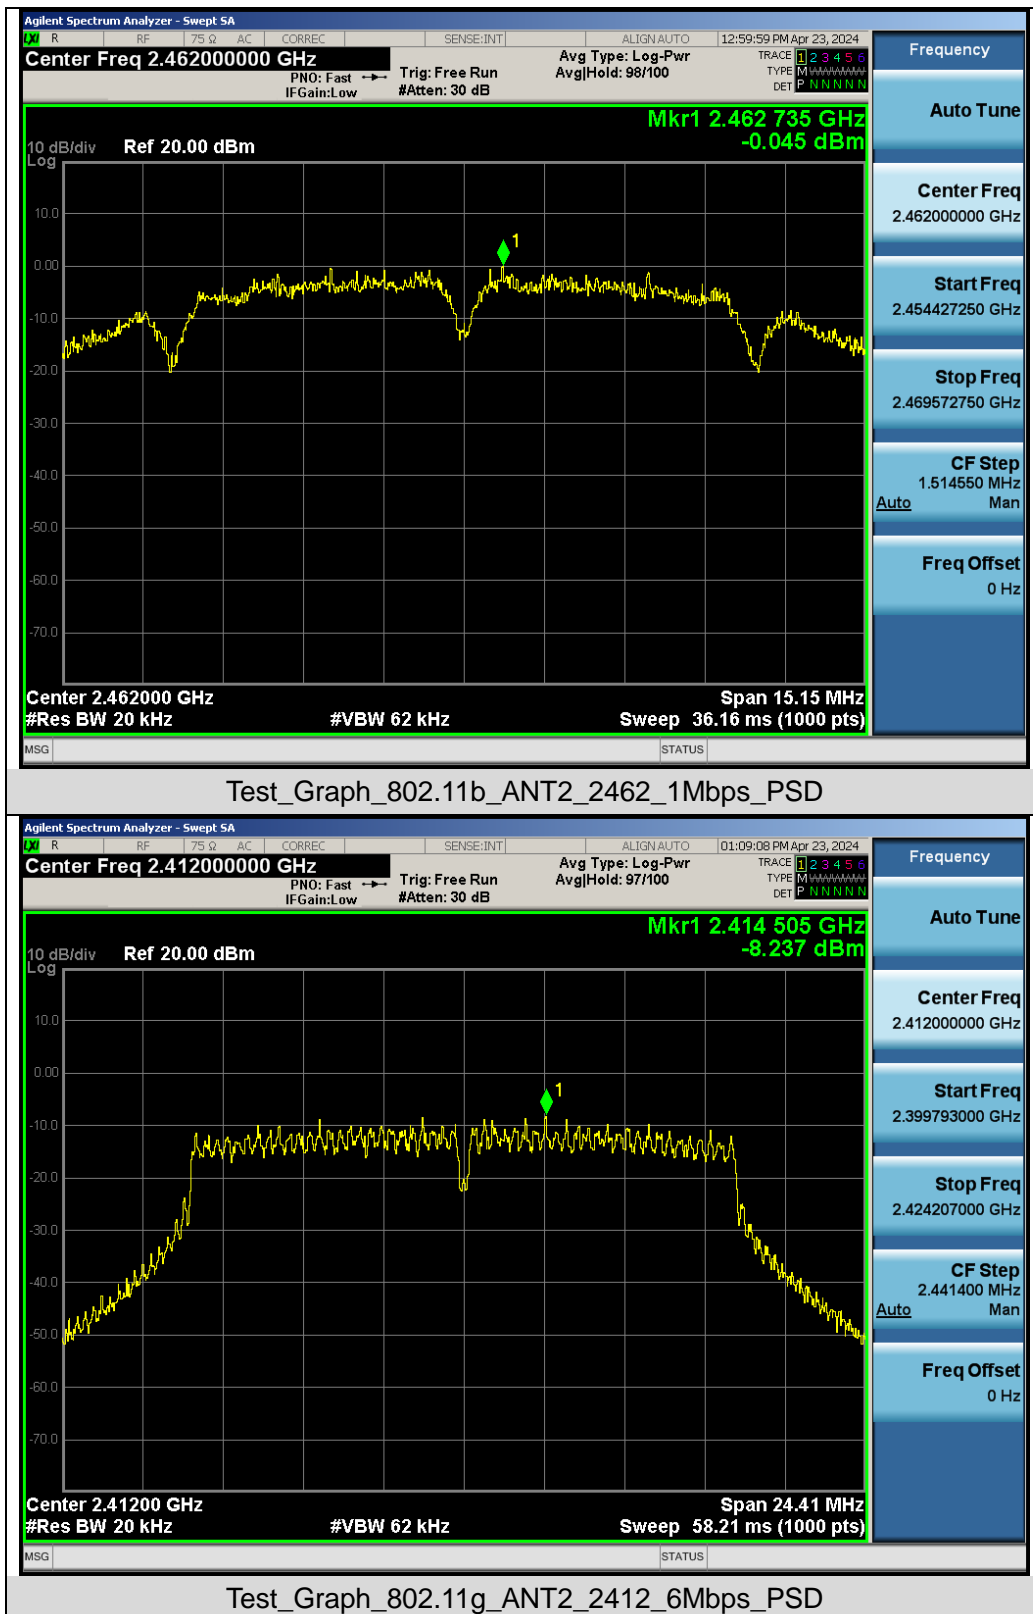 Agilent Spectrum Analyzer - Swept SA
LXI R RF 75 Ω AC CORREC SENSE:INT ALIGN AUTO 12:59:59 PM Apr 23, 2024
Center Freq 2.462000000 GHz
PNO: Fast
IFGain:Low
Trig: Free Run
#Atten: 30 dB
Avg Type: Log-Pwr
Avg|Hold: 98/100
TRACE 1 2 3 4 5 6
TYPE M WWWWW
DET P N N N N N
Mkr1 2.462 735 GHz
-0.045 dBm
10 dB/div Ref 20.00 dBm
Log
10.0
1
0.00
-10.0
-20.0
-30.0
-40.0
-50.0
-60.0
-70.0
Center 2.462000 GHz Span 15.15 MHz
#Res BW 20 kHz #VBW 62 kHz Sweep 36.16 ms (1000 pts)
MSG STATUS
Frequency
Auto Tune
Center Freq
2.462000000 GHz
Start Freq
2.454427250 GHz
Stop Freq
2.469572750 GHz
CF Step
1.514550 MHz
Auto Man
Freq Offset
0 Hz
Test_Graph_802.11b_ANT2_2462_1Mbps_PSD
Agilent Spectrum Analyzer - Swept SA
LXI R RF 75 Ω AC CORREC SENSE:INT ALIGN AUTO 01:09:08 PM Apr 23, 2024
Center Freq 2.412000000 GHz
PNO: Fast
IFGain:Low
Trig: Free Run
#Atten: 30 dB
Avg Type: Log-Pwr
Avg|Hold: 97/100
TRACE 1 2 3 4 5 6
TYPE M WWWWW
DET P N N N N N
Mkr1 2.414 505 GHz
-8.237 dBm
10 dB/div Ref 20.00 dBm
Log
10.0
0.00
1
-10.0
-20.0
-30.0
-40.0
-50.0
-60.0
-70.0
Center 2.41200 GHz Span 24.41 MHz
#Res BW 20 kHz #VBW 62 kHz Sweep 58.21 ms (1000 pts)
MSG STATUS
Frequency
Auto Tune
Center Freq
2.412000000 GHz
Start Freq
2.399793000 GHz
Stop Freq
2.424207000 GHz
CF Step
2.441400 MHz
Auto Man
Freq Offset
0 Hz
Test_Graph_802.11g_ANT2_2412_6Mbps_PSD